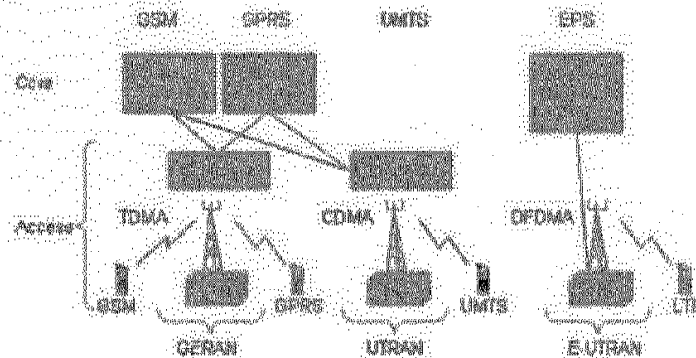 GSM GPRS UMTS EPS
Core
Access
TDMA CDMA OFDMA
GSM GPRS UMTS
GERAN UTRAN E-UTRAN